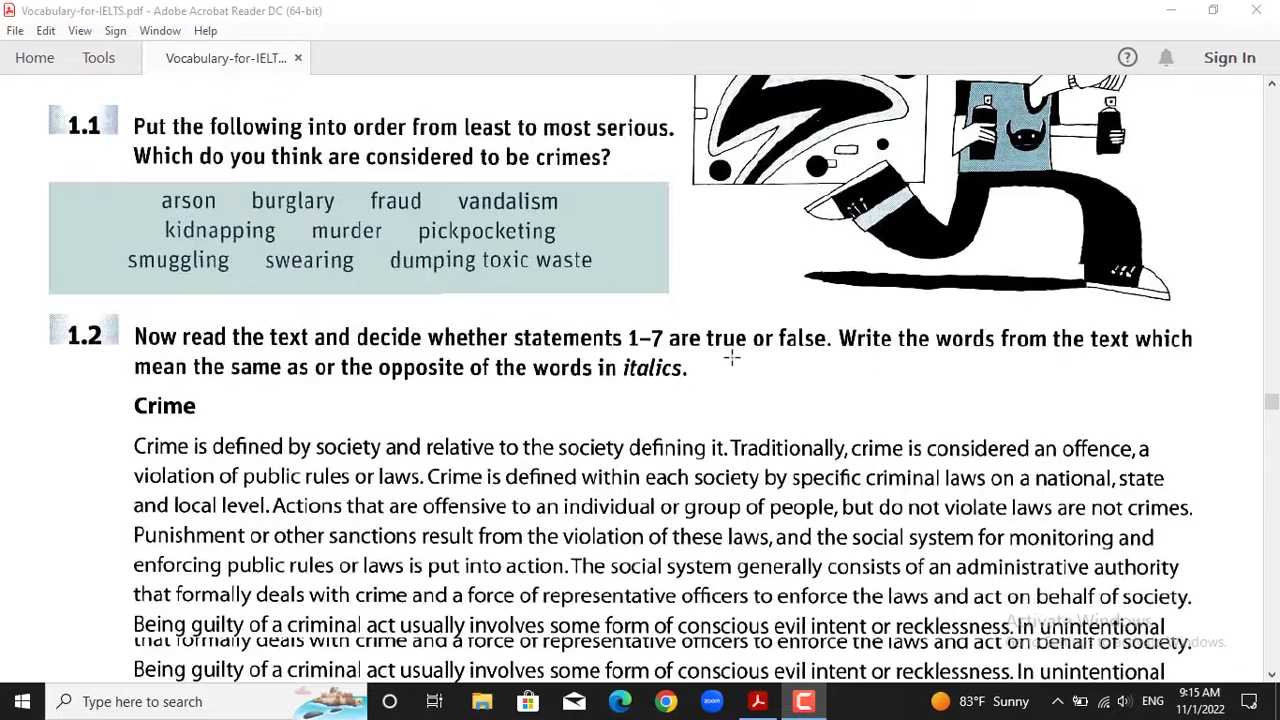 Vocabulary-for-IELTS.pdf - Adobe Acrobat Reader DC (64-bit)
File Edit View Sign Window Help
Home Tools Vocabulary-for-IELT... × Sign In
1.1 Put the following into order from least to most serious.
Which do you think are considered to be crimes?
arson burglary fraud vandalism
kidnapping murder pickpocketing
smuggling swearing dumping toxic waste
1.2 Now read the text and decide whether statements 1–7 are true or false. Write the words from the text which
mean the same as or the opposite of the words in italics.
Crime
Crime is defined by society and relative to the society defining it. Traditionally, crime is considered an offence, a
violation of public rules or laws. Crime is defined within each society by specific criminal laws on a national, state
and local level. Actions that are offensive to an individual or group of people, but do not violate laws are not crimes.
Punishment or other sanctions result from the violation of these laws, and the social system for monitoring and
enforcing public rules or laws is put into action. The social system generally consists of an administrative authority
that formally deals with crime and a force of representative officers to enforce the laws and act on behalf of society.
Being guilty of a criminal act usually involves some form of conscious evil intent or recklessness. In unintentional
that formally deals with crime and a force of representative officers to enforce the laws and act on behalf of society.
Being guilty of a criminal act usually involves some form of conscious evil intent or recklessness. In unintentional
Activate Windows
Type here to search
zoom
83°F Sunny
ENG
9:15 AM
11/1/2022